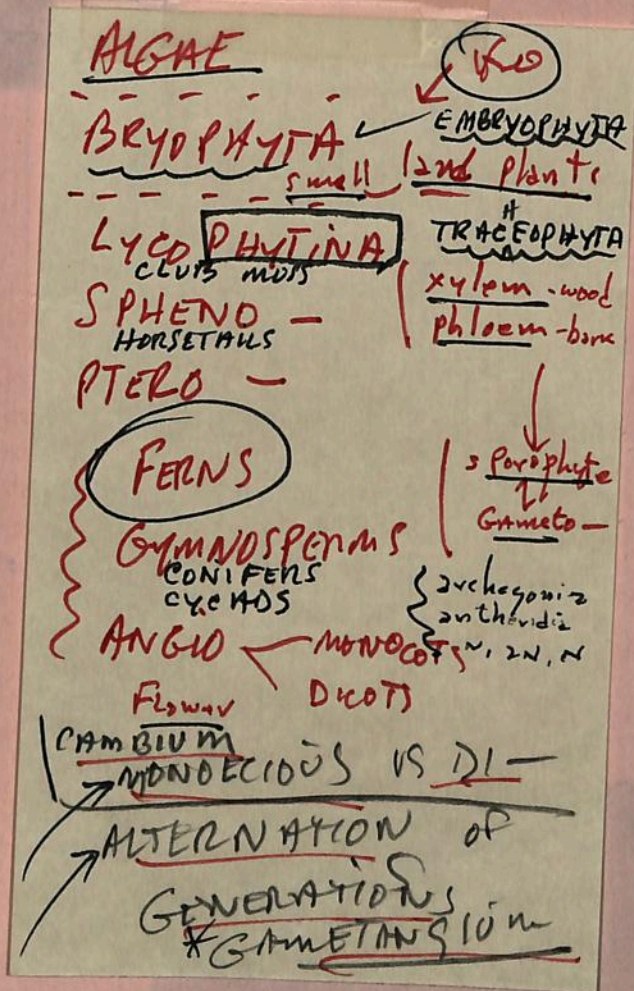 ALGAE
BRYOPHYTA
EMBRYOPHYTA
small land plants
LYCO PHYTINA
CLUB MOSS
TRACEOPHYTA
H
xylem - wood
phloem - bark
SPHENO —
HORSETAILS
PTERO —
FERNS
sporophyte
GAMETO —
GYMNOSPERMS
CONIFERS
CYCADS
archegonia
antheridia
N, 2N, N
ANGIO
MONOCOTS
DICOTS
Flower
CAMBIUM
MONOECIOUS VS DI —
ALTERNATION of
GENERATIONS
*GAMETANGIUM